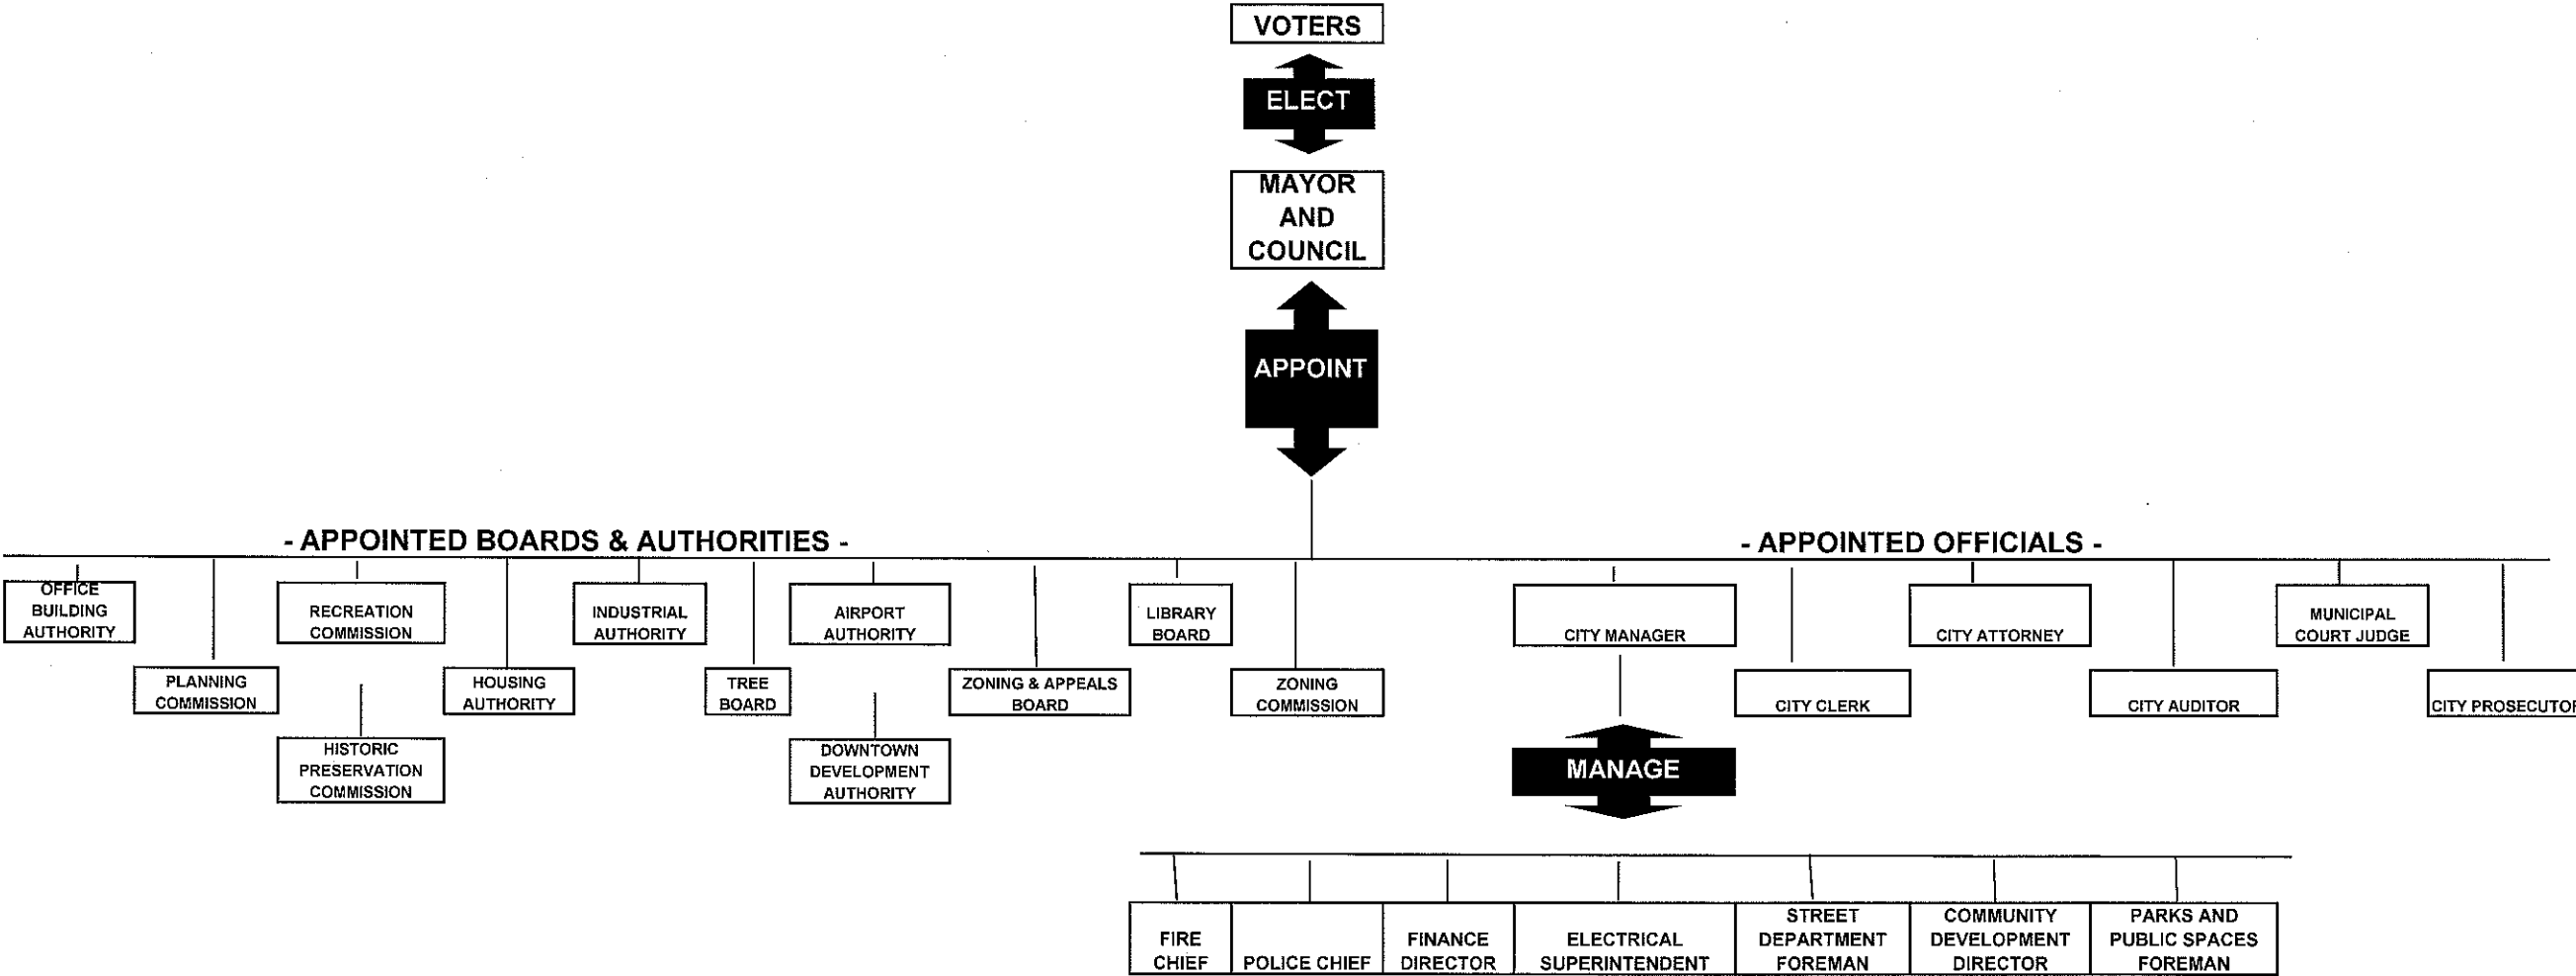 VOTERS
ELECT
MAYOR
AND
COUNCIL
APPOINT
- APPOINTED BOARDS & AUTHORITIES -
- APPOINTED OFFICIALS -
OFFICE
BUILDING
AUTHORITY
RECREATION
COMMISSION
INDUSTRIAL
AUTHORITY
AIRPORT
AUTHORITY
LIBRARY
BOARD
CITY MANAGER
CITY ATTORNEY
MUNICIPAL
COURT JUDGE
PLANNING
COMMISSION
HOUSING
AUTHORITY
TREE
BOARD
ZONING & APPEALS
BOARD
ZONING
COMMISSION
CITY CLERK
CITY AUDITOR
CITY PROSECUTOR
HISTORIC
PRESERVATION
COMMISSION
DOWNTOWN
DEVELOPMENT
AUTHORITY
MANAGE
FIRE
CHIEF
POLICE CHIEF
FINANCE
DIRECTOR
ELECTRICAL
SUPERINTENDENT
STREET
DEPARTMENT
FOREMAN
COMMUNITY
DEVELOPMENT
DIRECTOR
PARKS AND
PUBLIC SPACES
FOREMAN